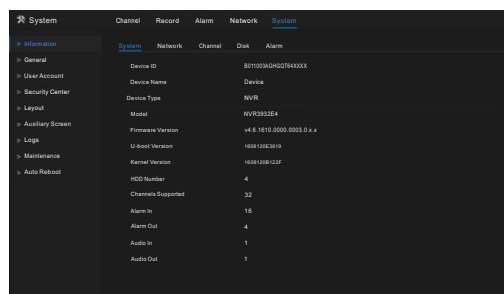 System Channel Record Alarm Network System
Information
General
User Account
Security Center
Layout
Auxiliary Screen
Logs
Maintenance
Auto Reboot
System Network Channel Disk Alarm
Device ID B011003AGHGQT64XXXX
Device Name Device
Device Type NVR
Model NVR3932E4
Firmware Version v4.6.1610.0000.0003.0.x.x
U-boot Version 1608120E3619
Kernel Version 1608120B122F
HDD Number 4
Channels Supported 32
Alarm In 16
Alarm Out 4
Audio In 1
Audio Out 1